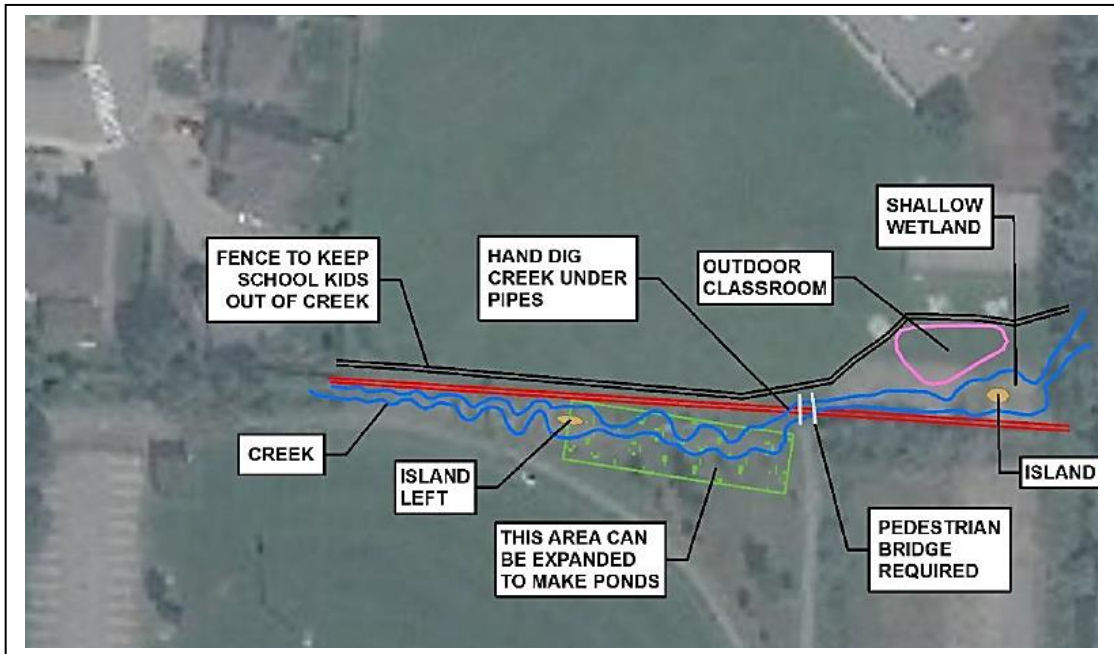 SHALLOW
WETLAND
FENCE TO KEEP
SCHOOL KIDS
OUT OF CREEK
HAND DIG
CREEK UNDER
PIPES
OUTDOOR
CLASSROOM
CREEK
ISLAND
LEFT
ISLAND
THIS AREA CAN
BE EXPANDED
TO MAKE PONDS
PEDESTRIAN
BRIDGE
REQUIRED